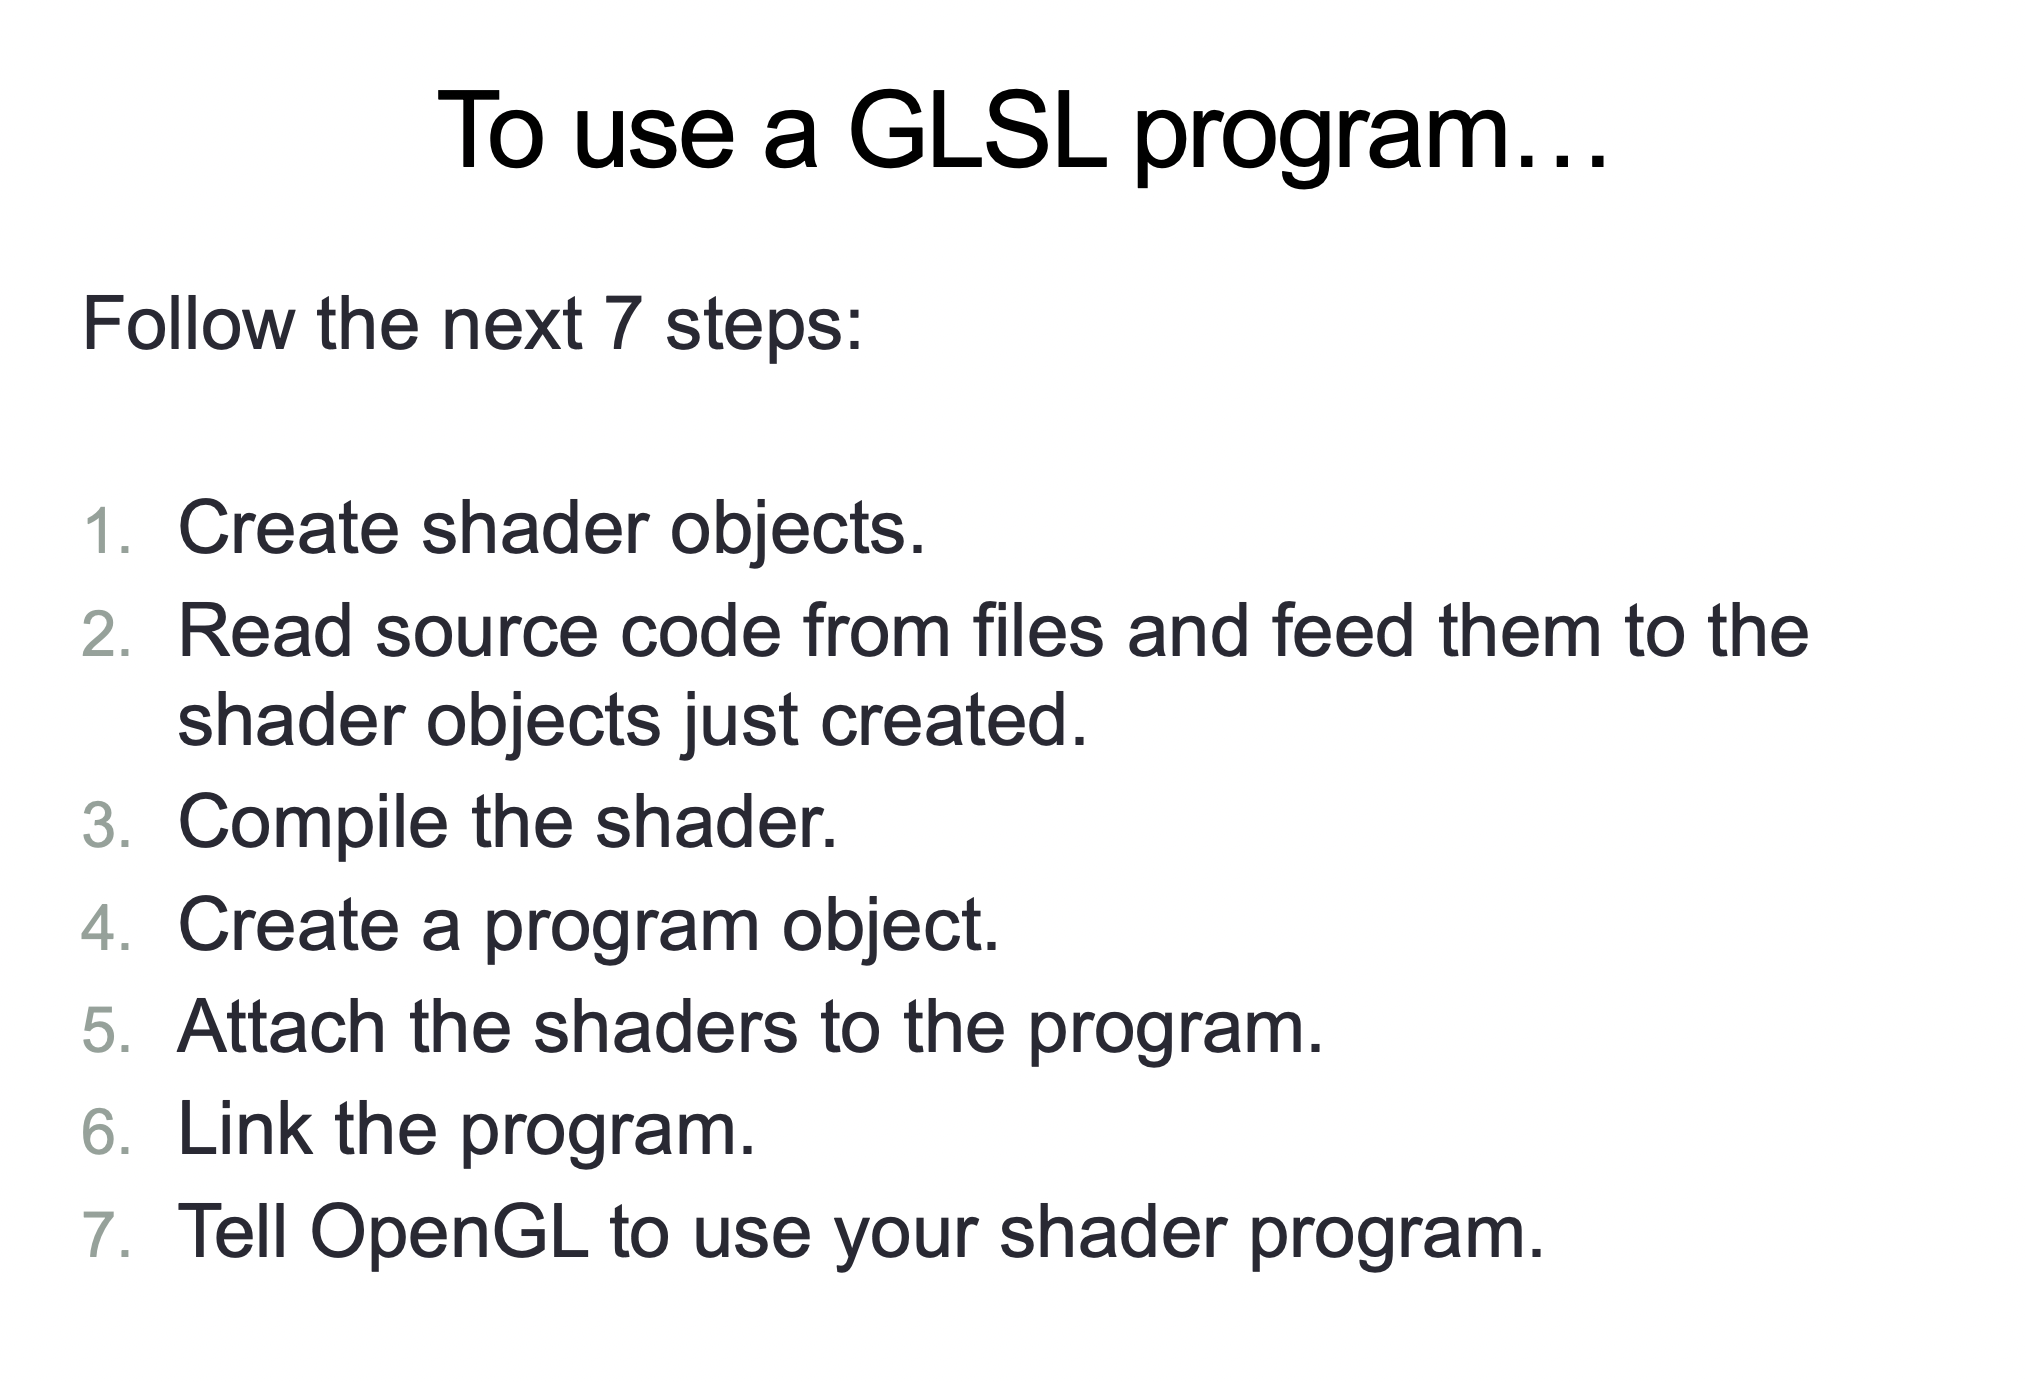 To use a GLSL program…
Follow the next 7 steps:
1. Create shader objects.
2. Read source code from files and feed them to the
shader objects just created.
3. Compile the shader.
4. Create a program object.
5. Attach the shaders to the program.
6. Link the program.
7. Tell OpenGL to use your shader program.